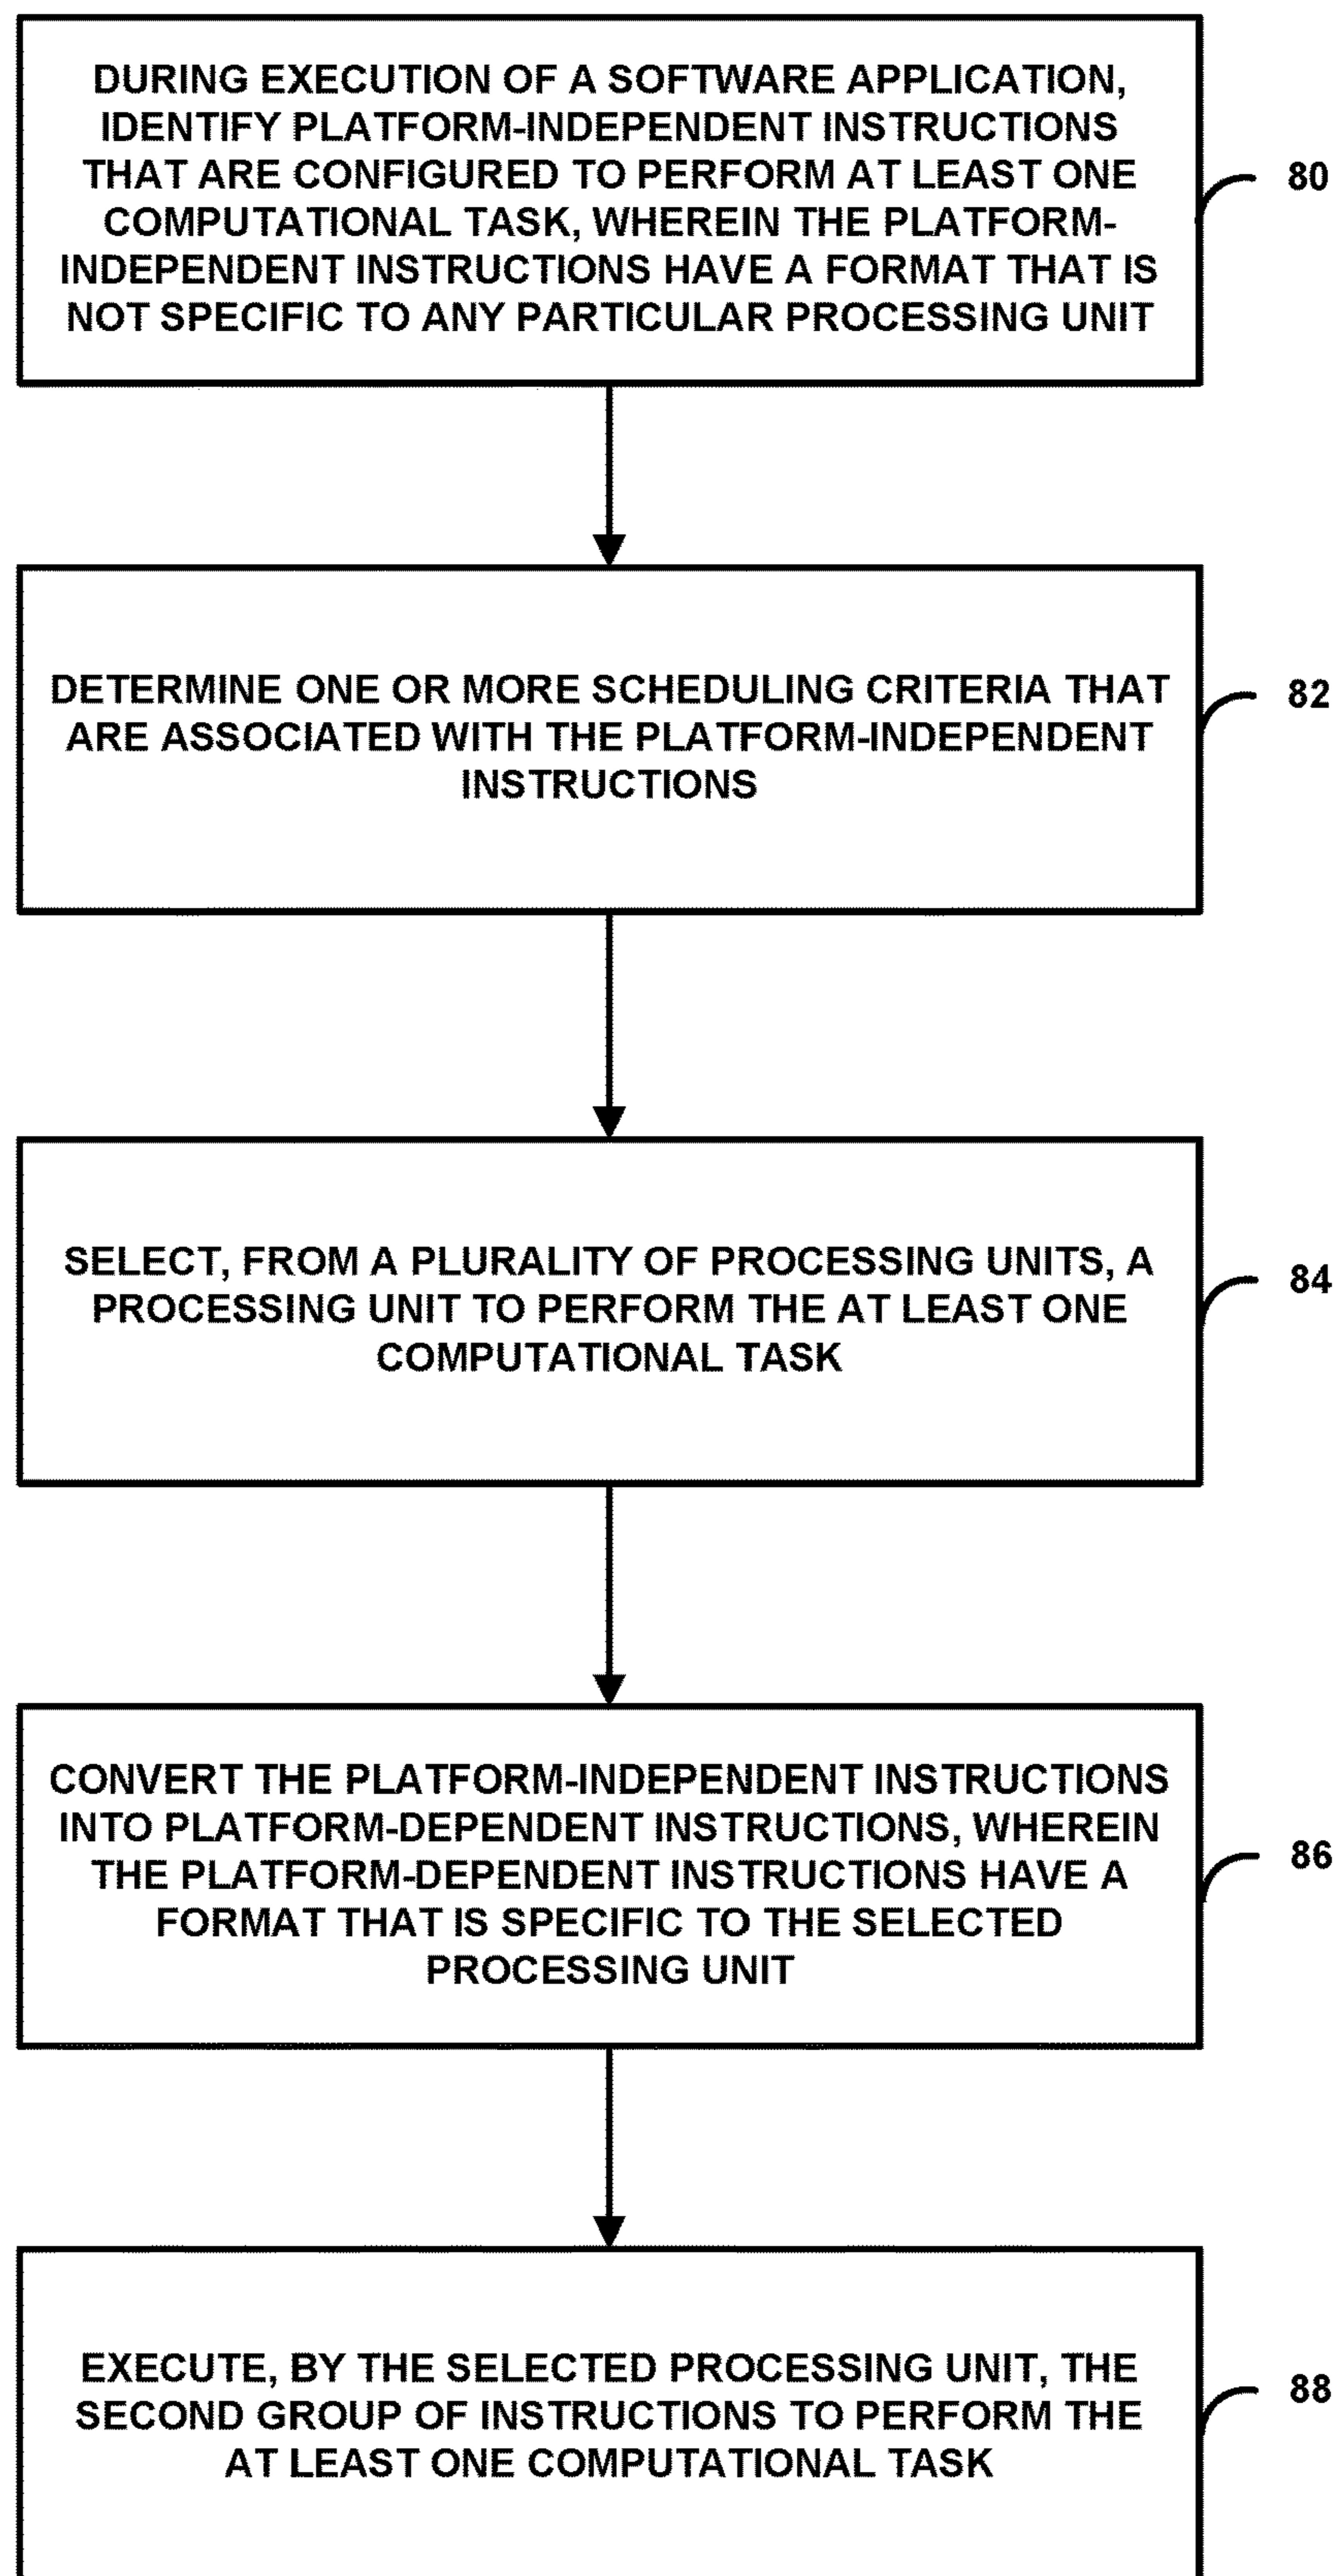 DURING EXECUTION OF A SOFTWARE APPLICATION,
IDENTIFY PLATFORM-INDEPENDENT INSTRUCTIONS
THAT ARE CONFIGURED TO PERFORM AT LEAST ONE
COMPUTATIONAL TASK, WHEREIN THE PLATFORM-
INDEPENDENT INSTRUCTIONS HAVE A FORMAT THAT IS
NOT SPECIFIC TO ANY PARTICULAR PROCESSING UNIT
80
DETERMINE ONE OR MORE SCHEDULING CRITERIA THAT
ARE ASSOCIATED WITH THE PLATFORM-INDEPENDENT
INSTRUCTIONS
82
SELECT, FROM A PLURALITY OF PROCESSING UNITS, A
PROCESSING UNIT TO PERFORM THE AT LEAST ONE
COMPUTATIONAL TASK
84
CONVERT THE PLATFORM-INDEPENDENT INSTRUCTIONS
INTO PLATFORM-DEPENDENT INSTRUCTIONS, WHEREIN
THE PLATFORM-DEPENDENT INSTRUCTIONS HAVE A
FORMAT THAT IS SPECIFIC TO THE SELECTED
PROCESSING UNIT
86
EXECUTE, BY THE SELECTED PROCESSING UNIT, THE
SECOND GROUP OF INSTRUCTIONS TO PERFORM THE
AT LEAST ONE COMPUTATIONAL TASK
88